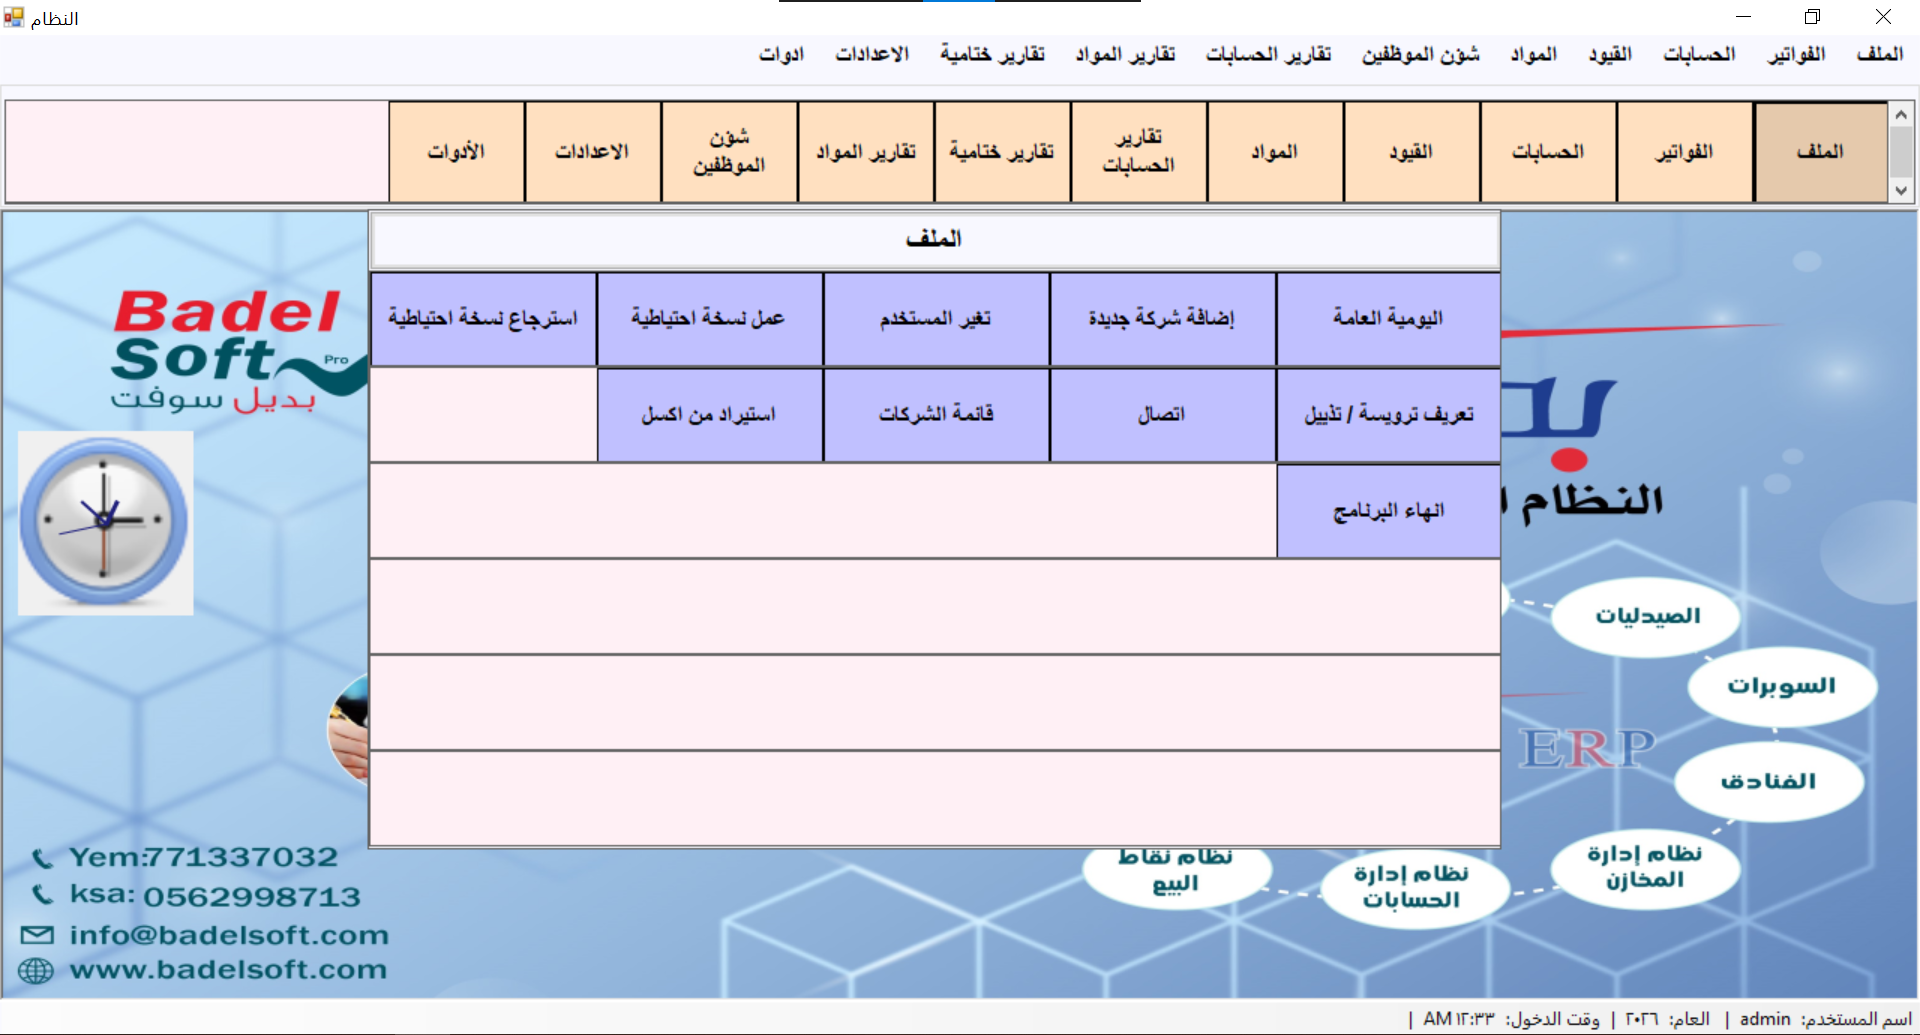 النظام
الملف الفواتير الحسابات القيود المواد شؤن الموظفين تقارير الحسابات تقارير المواد تقارير ختامية الاعدادات ادوات
الملف
الفواتير
الحسابات
القيود
المواد
تقارير
الحسابات
تقارير ختامية
تقارير المواد
شؤن
الموظفين
الاعدادات
الأدوات
الملف
اليومية العامة
إضافة شركة جديدة
تغير المستخدم
عمل نسخة احتياطية
استرجاع نسخة احتياطية
تعريف ترويسة / تذييل
اتصال
قائمة الشركات
استيراد من اكسل
انهاء البرنامج
Badel
Soft Pro
بديل سوفت
النظام
الصيدليات
السوبرات
ERP
الفنادق
نظام إدارة
المخازن
نظام إدارة
الحسابات
نظام نقاط
البيع
Yem:771337032
ksa: 0562998713
info@badelsoft.com
www.badelsoft.com
اسم المستخدم: admin | العام: ٢٠٢٦ | وقت الدخول: ١٢:٣٣ AM |